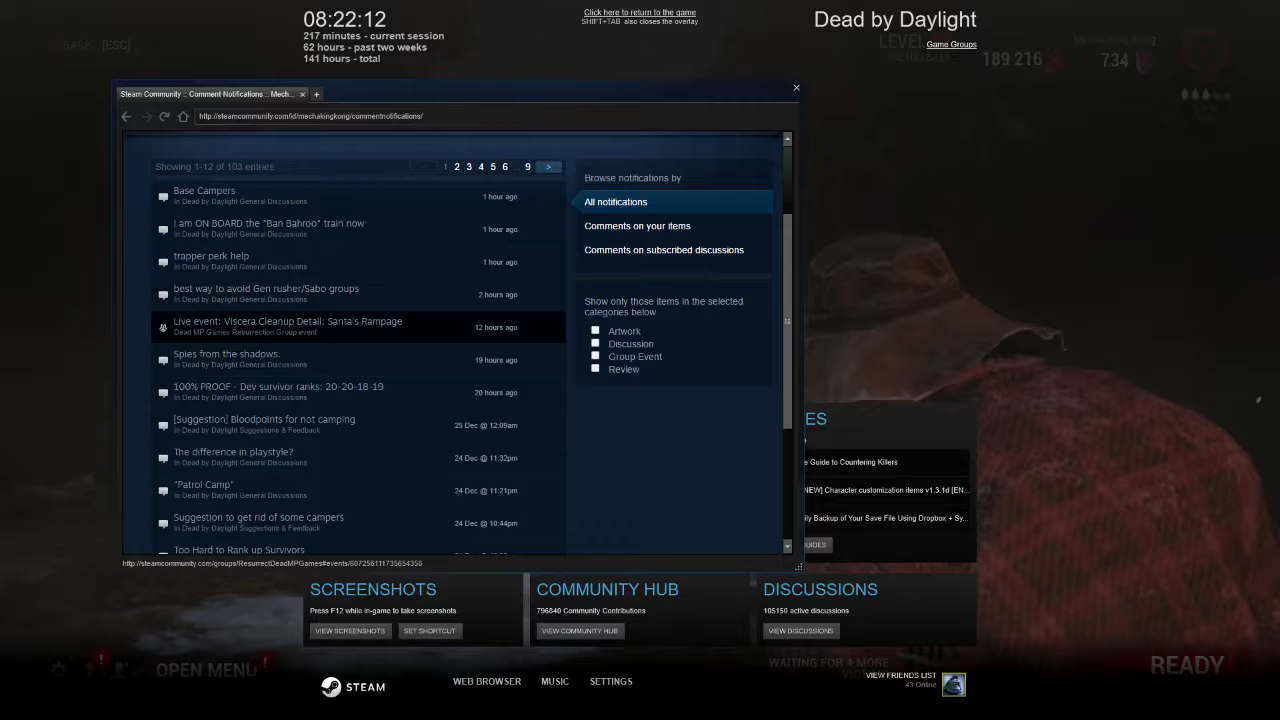 08:22:12
217 minutes - current session
62 hours - past two weeks
141 hours - total
Click here to return to the game
SHIFT+TAB also closes the overlay
Dead by Daylight
Game Groups
BACK [ESC]
LEVEL
189 216
734
Steam Community :: Comment Notifications :: Mech...
http://steamcommunity.com/id/mechakingkong/commentnotifications/
Showing 1-12 of 103 entries
1 2 3 4 5 6 ... 9 >
Base Campers
In Dead by Daylight General Discussions
1 hour ago
I am ON BOARD the "Ban Bahroo" train now
In Dead by Daylight General Discussions
1 hour ago
trapper perk help
In Dead by Daylight General Discussions
1 hour ago
best way to avoid Gen rusher/Sabo groups
In Dead by Daylight General Discussions
2 hours ago
Live event: Viscera Cleanup Detail: Santa's Rampage
Dead MP Games Resurrection Group event
12 hours ago
Spies from the shadows.
In Dead by Daylight General Discussions
19 hours ago
100% PROOF - Dev survivor ranks: 20-20-18-19
In Dead by Daylight General Discussions
20 hours ago
[Suggestion] Bloodpoints for not camping
In Dead by Daylight Suggestions & Feedback
25 Dec @ 12:09am
The difference in playstyle?
In Dead by Daylight General Discussions
24 Dec @ 11:32pm
"Patrol Camp"
In Dead by Daylight General Discussions
24 Dec @ 11:21pm
Suggestion to get rid of some campers
In Dead by Daylight Suggestions & Feedback
24 Dec @ 10:44pm
Too Hard to Rank up Survivors
Browse notifications by
All notifications
Comments on your items
Comments on subscribed discussions
Show only those items in the selected
categories below
Artwork
Discussion
Group Event
Review
ES
e Guide to Countering Killers
NEW] Character customization items v1.3.1d [EN...
ly Backup of Your Save File Using Dropbox + Sy...
UIDES
http://steamcommunity.com/groups/ResurrectDeadMPGames#events/607256111735654356
SCREENSHOTS
Press F12 while in-game to take screenshots
VIEW SCREENSHOTS
SET SHORTCUT
COMMUNITY HUB
796840 Community Contributions
VIEW COMMUNITY HUB
DISCUSSIONS
105150 active discussions
VIEW DISCUSSIONS
OPEN MENU
WAITING FOR 4 MORE
READY
STEAM
WEB BROWSER
MUSIC
SETTINGS
VIEW FRIENDS LIST
43 Online